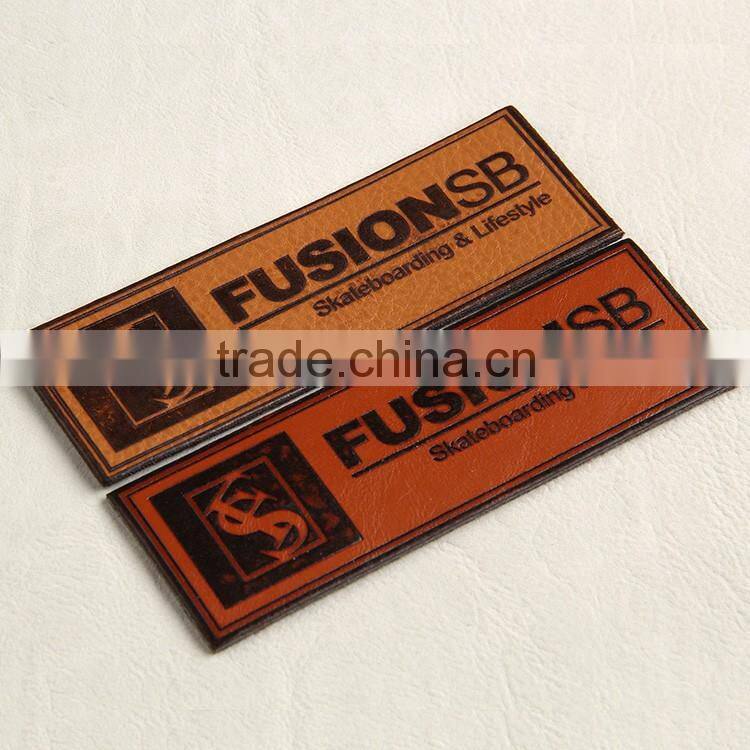 FUSIONSB
Skateboarding & Lifestyle
trade.china.cn
FUSIONSB
Skateboarding